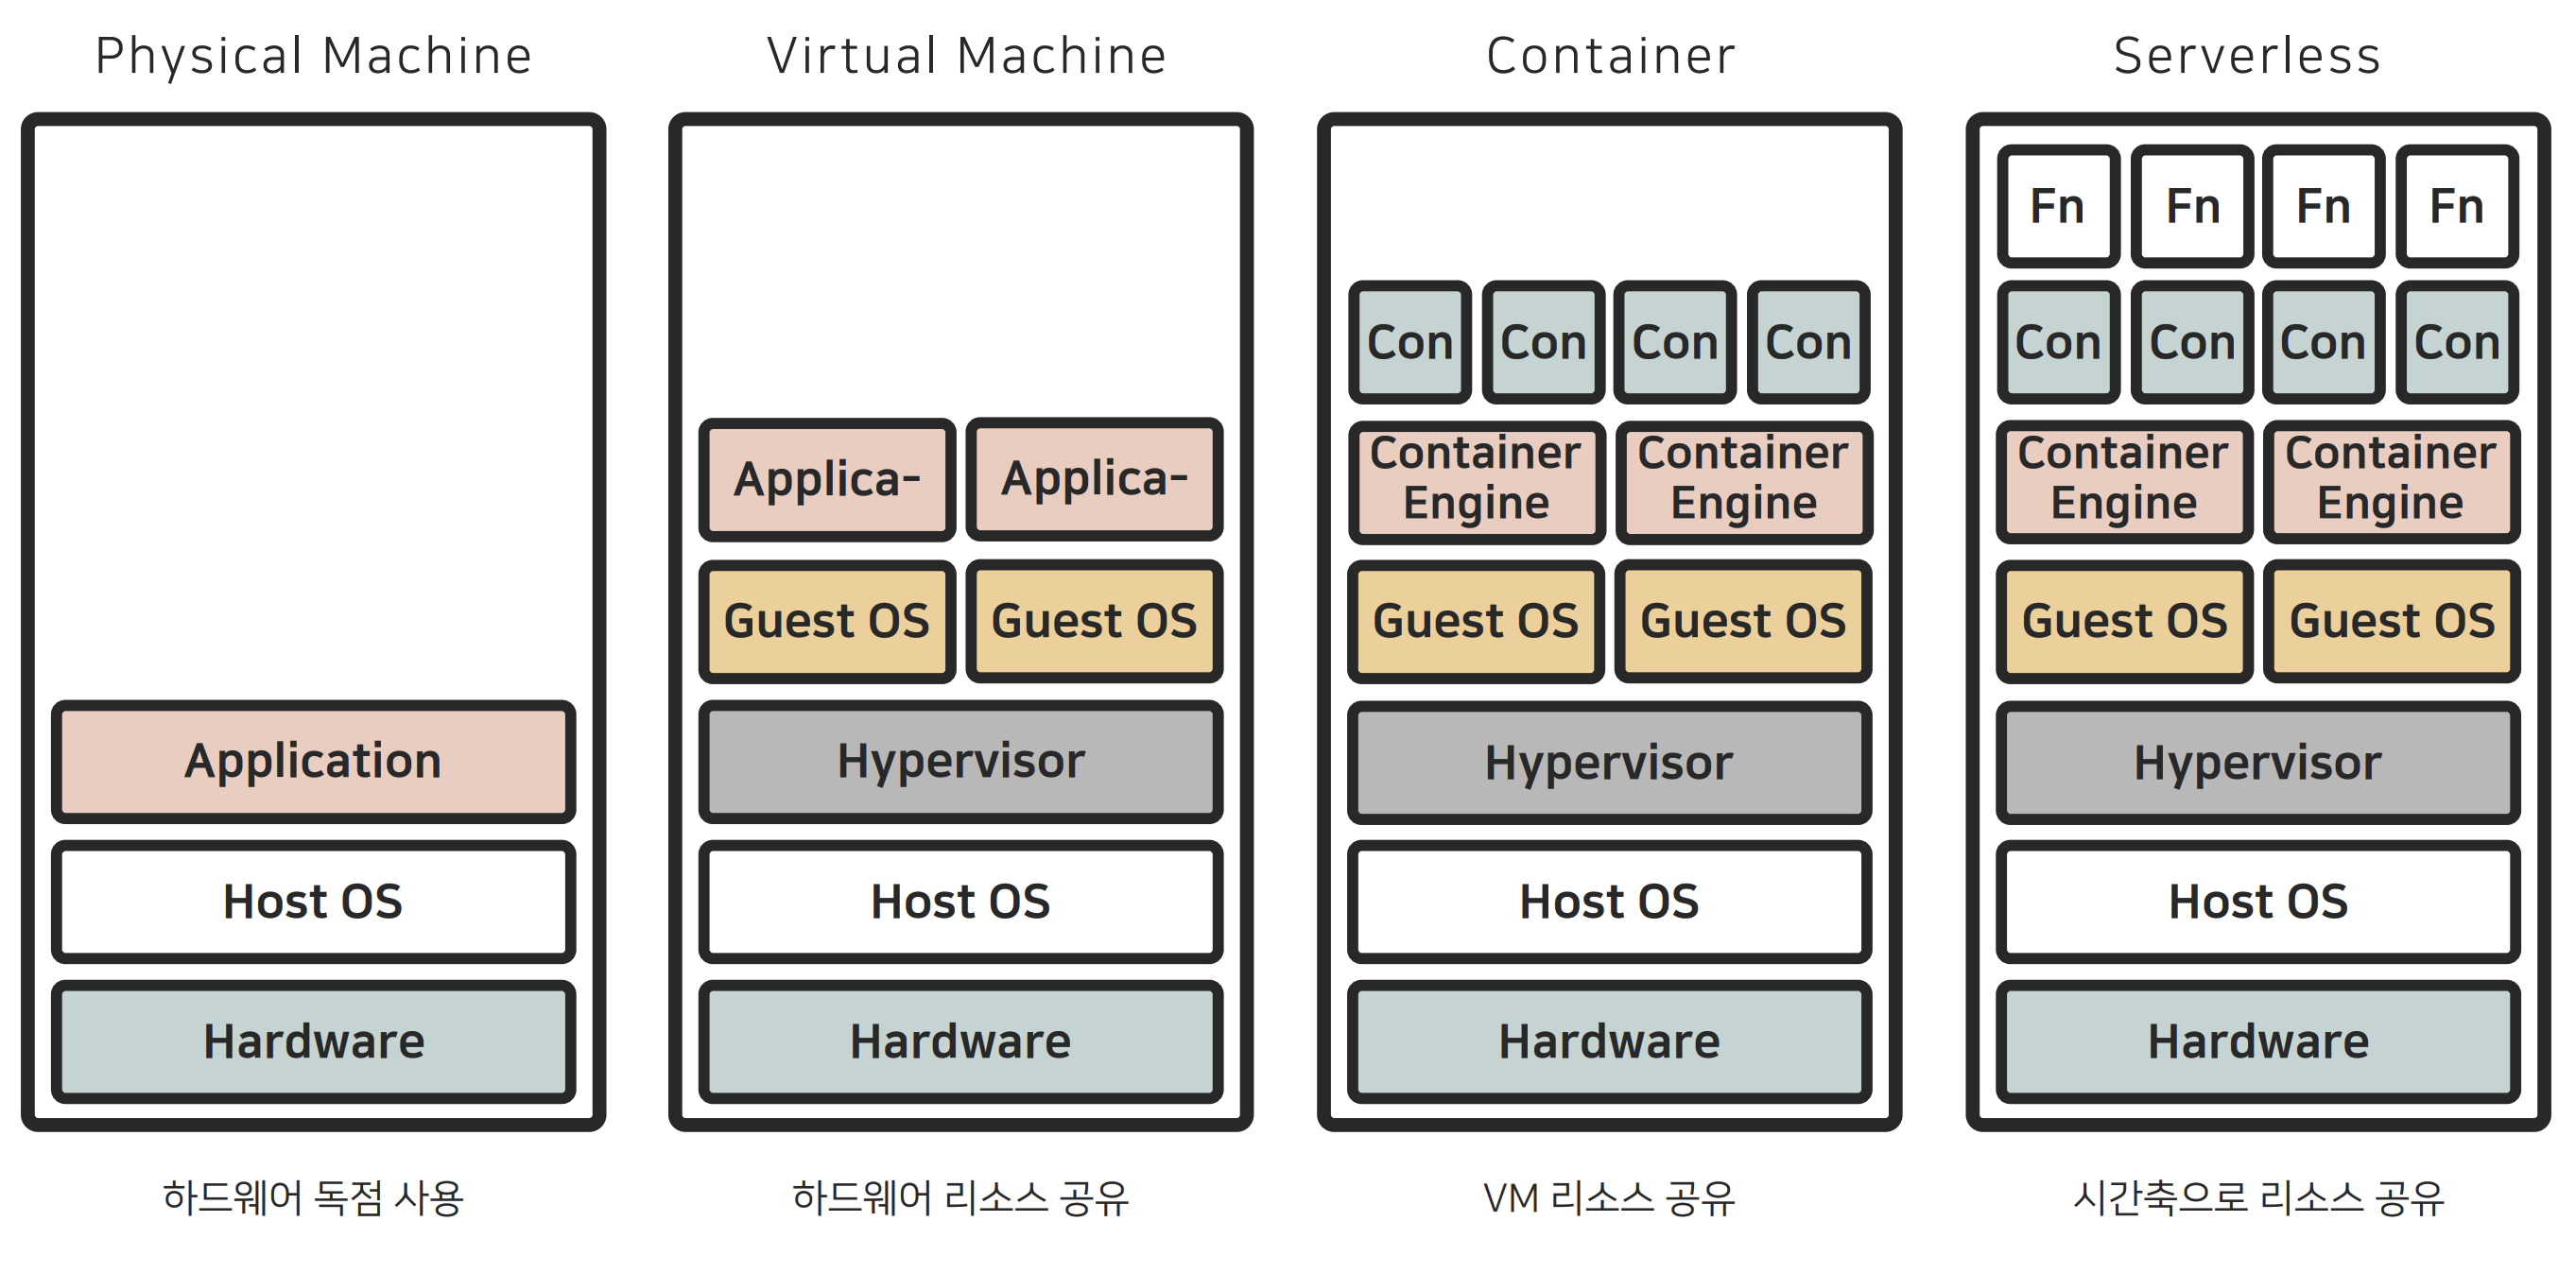 Physical Machine
Application
Host OS
Hardware
하드웨어 독점 사용
Virtual Machine
Applica- Applica-
Guest OS Guest OS
Hypervisor
Host OS
Hardware
하드웨어 리소스 공유
Container
Con Con Con Con
Container Container
Engine Engine
Guest OS Guest OS
Hypervisor
Host OS
Hardware
VM 리소스 공유
Serverless
Fn Fn Fn Fn
Con Con Con Con
Container Container
Engine Engine
Guest OS Guest OS
Hypervisor
Host OS
Hardware
시간축으로 리소스 공유